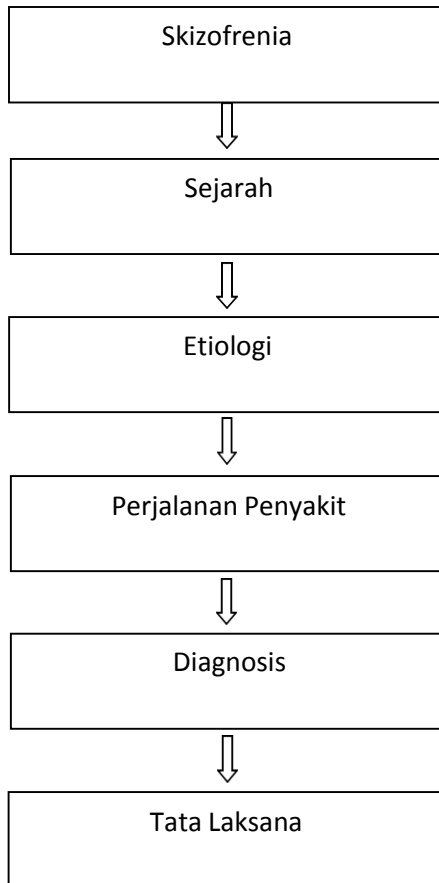 Skizofrenia
Sejarah
Etiologi
Perjalanan Penyakit
Diagnosis
Tata Laksana